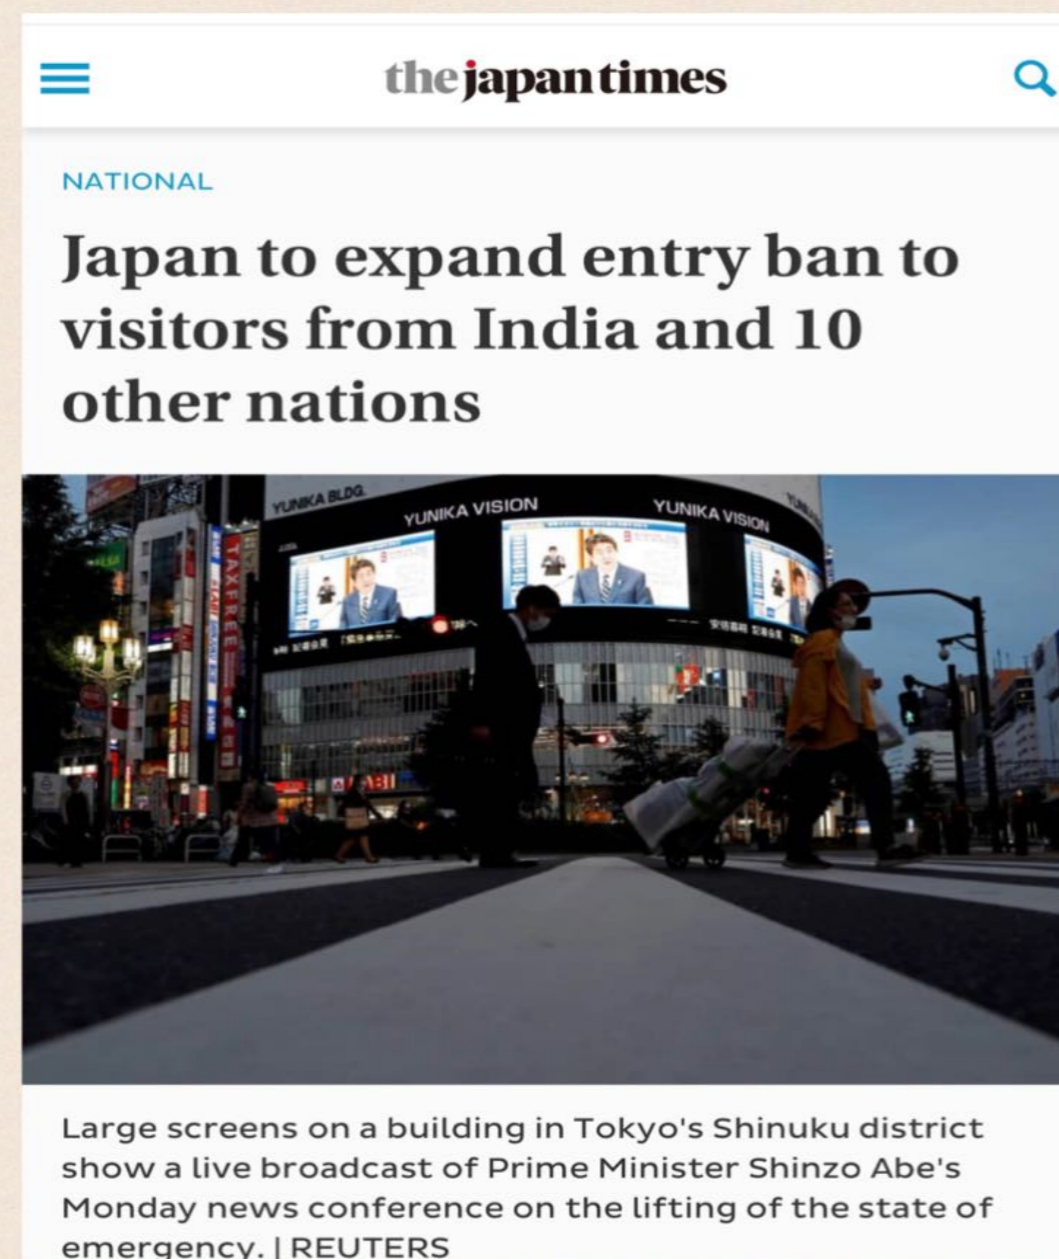 the japan times
NATIONAL
Japan to expand entry ban to
visitors from India and 10
other nations
YUNIKA BLDG.
YUNIKA VISION
YUNIKA VISION
TAXFREE
LABI
Large screens on a building in Tokyo's Shinuku district
show a live broadcast of Prime Minister Shinzo Abe's
Monday news conference on the lifting of the state of
emergency. | REUTERS